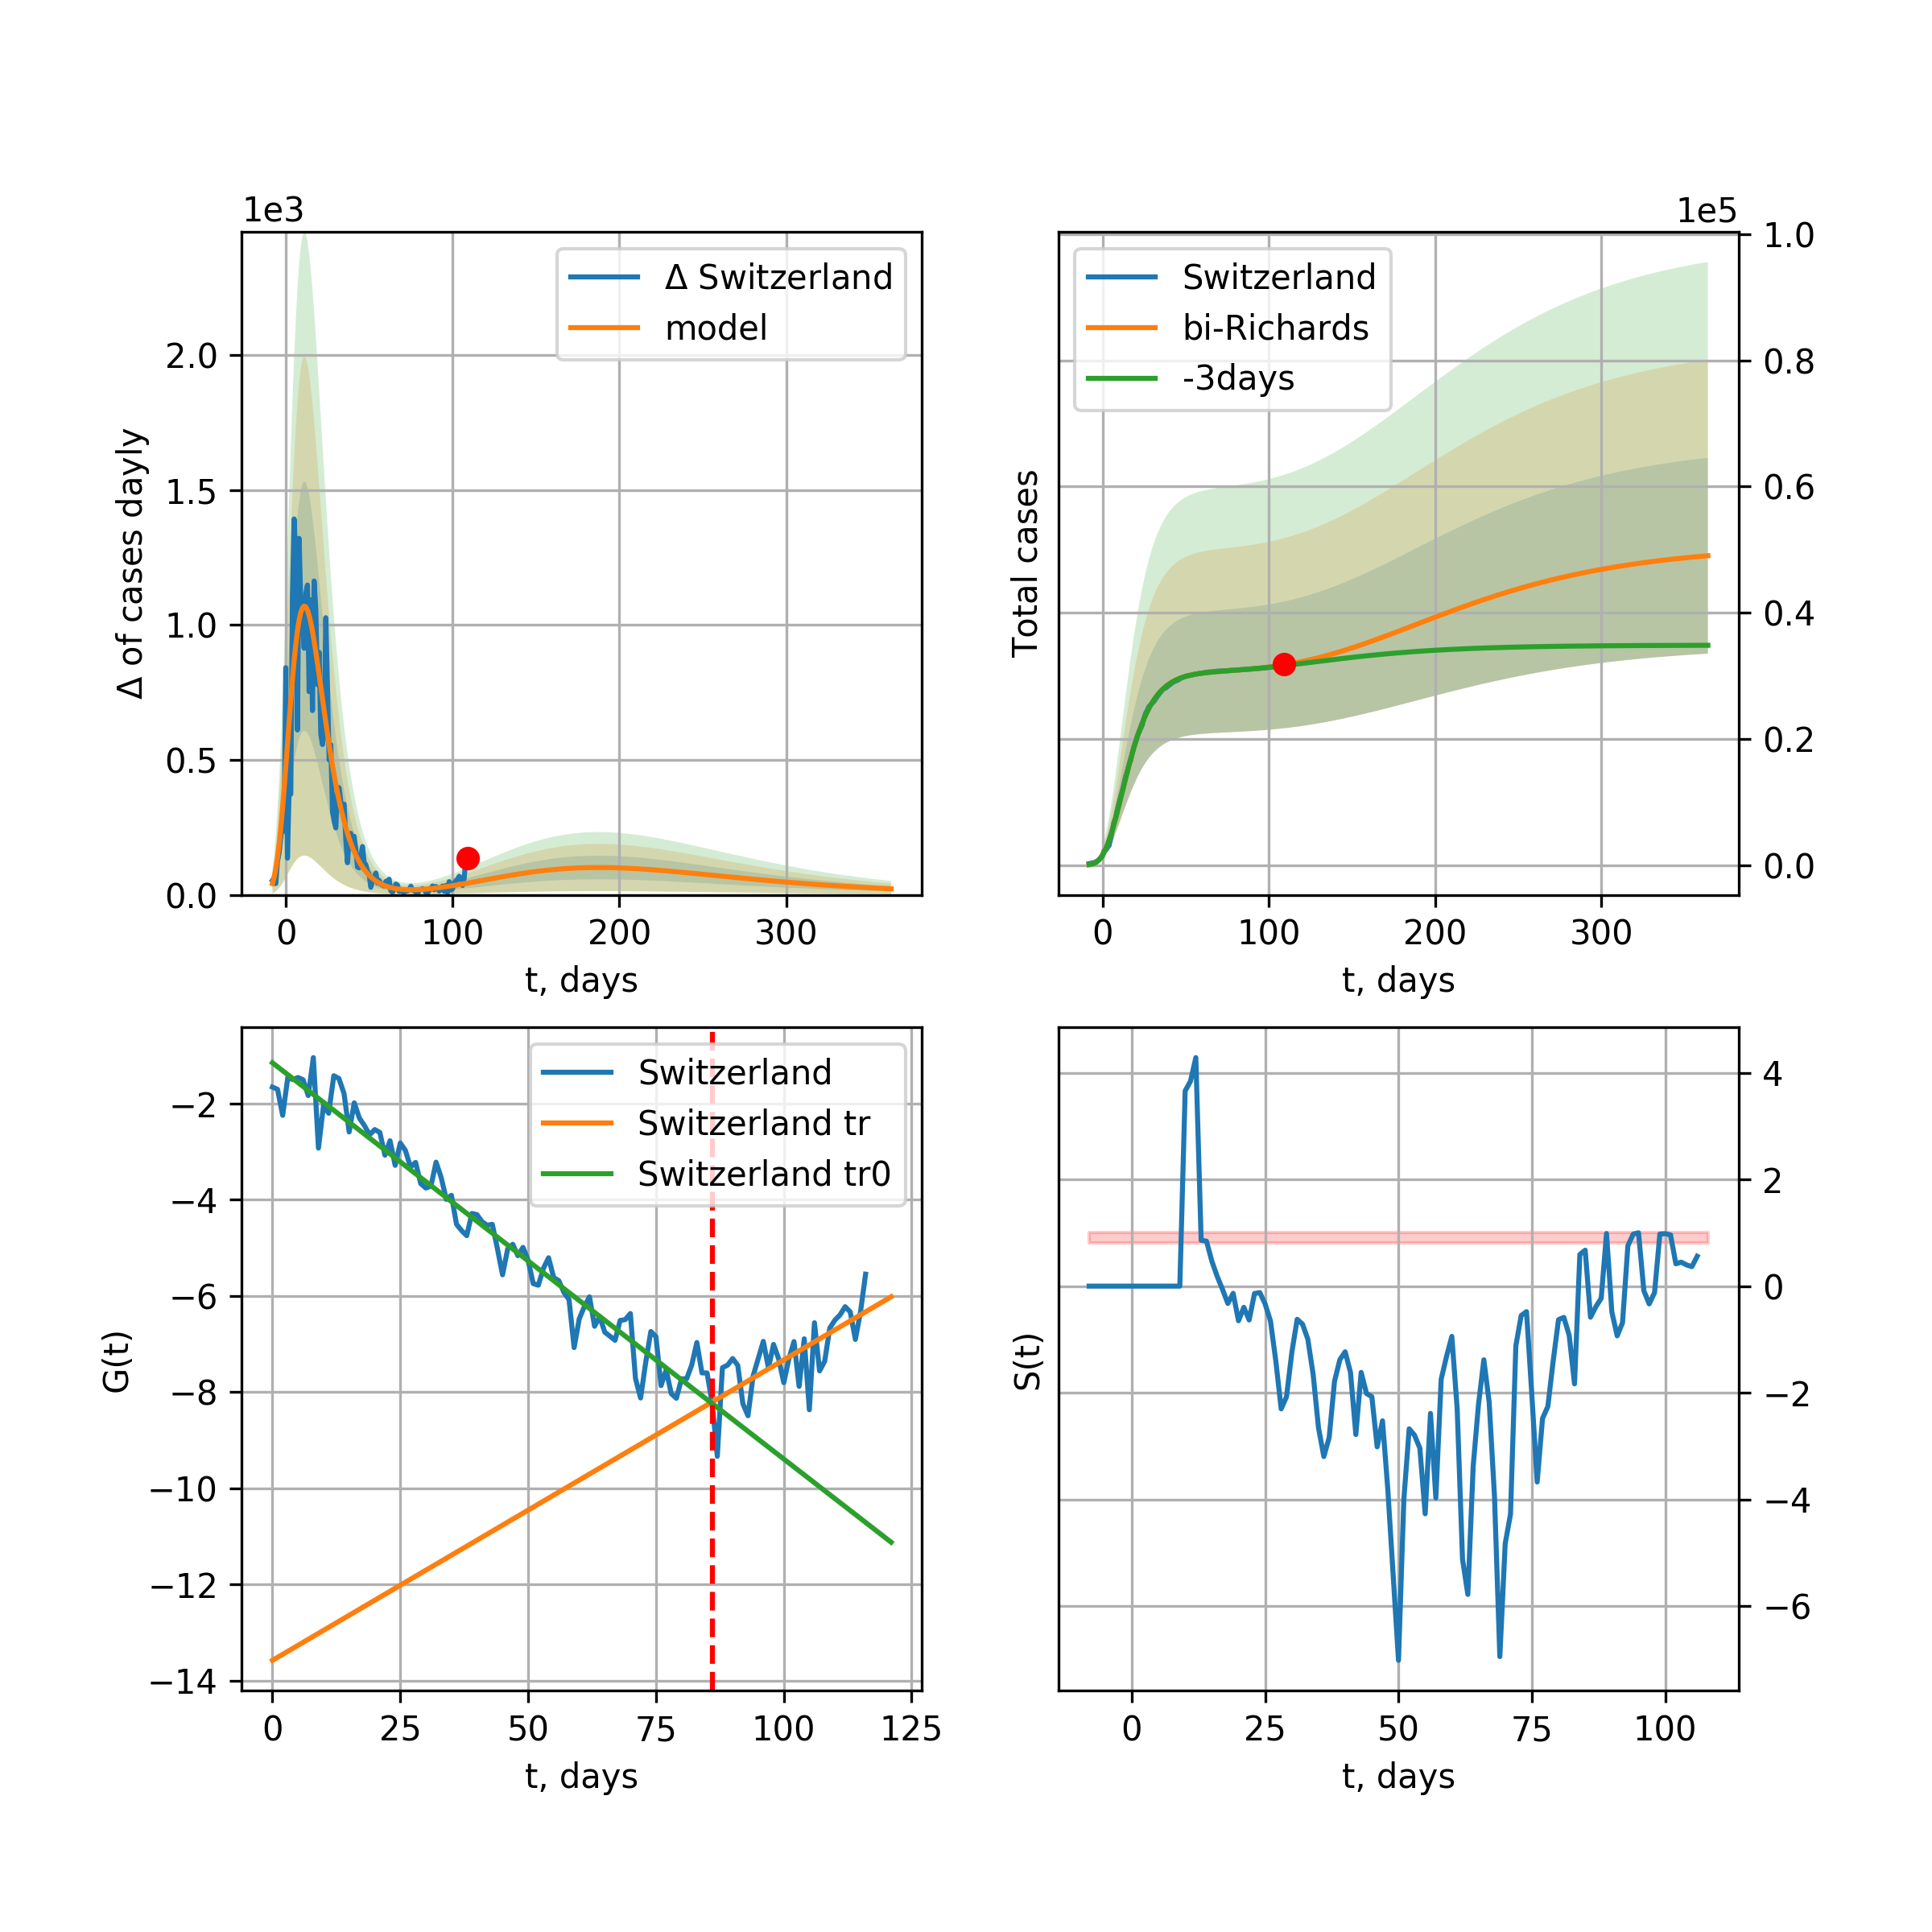 1e3
Δ Switzerland
model
2.0
1.5
1.0
0.5
0.0
Δ of cases dayly
0 100 200 300
t, days
1e5
Switzerland
bi-Richards
-3days
1.0
0.8
0.6
0.4
0.2
0.0
Total cases
0 100 200 300
t, days
Switzerland
Switzerland tr
Switzerland tr0
−2
−4
−6
−8
−10
−12
−14
G(t)
0 25 50 75 100 125
t, days
4
2
0
−2
−4
−6
S(t)
0 25 50 75 100
t, days